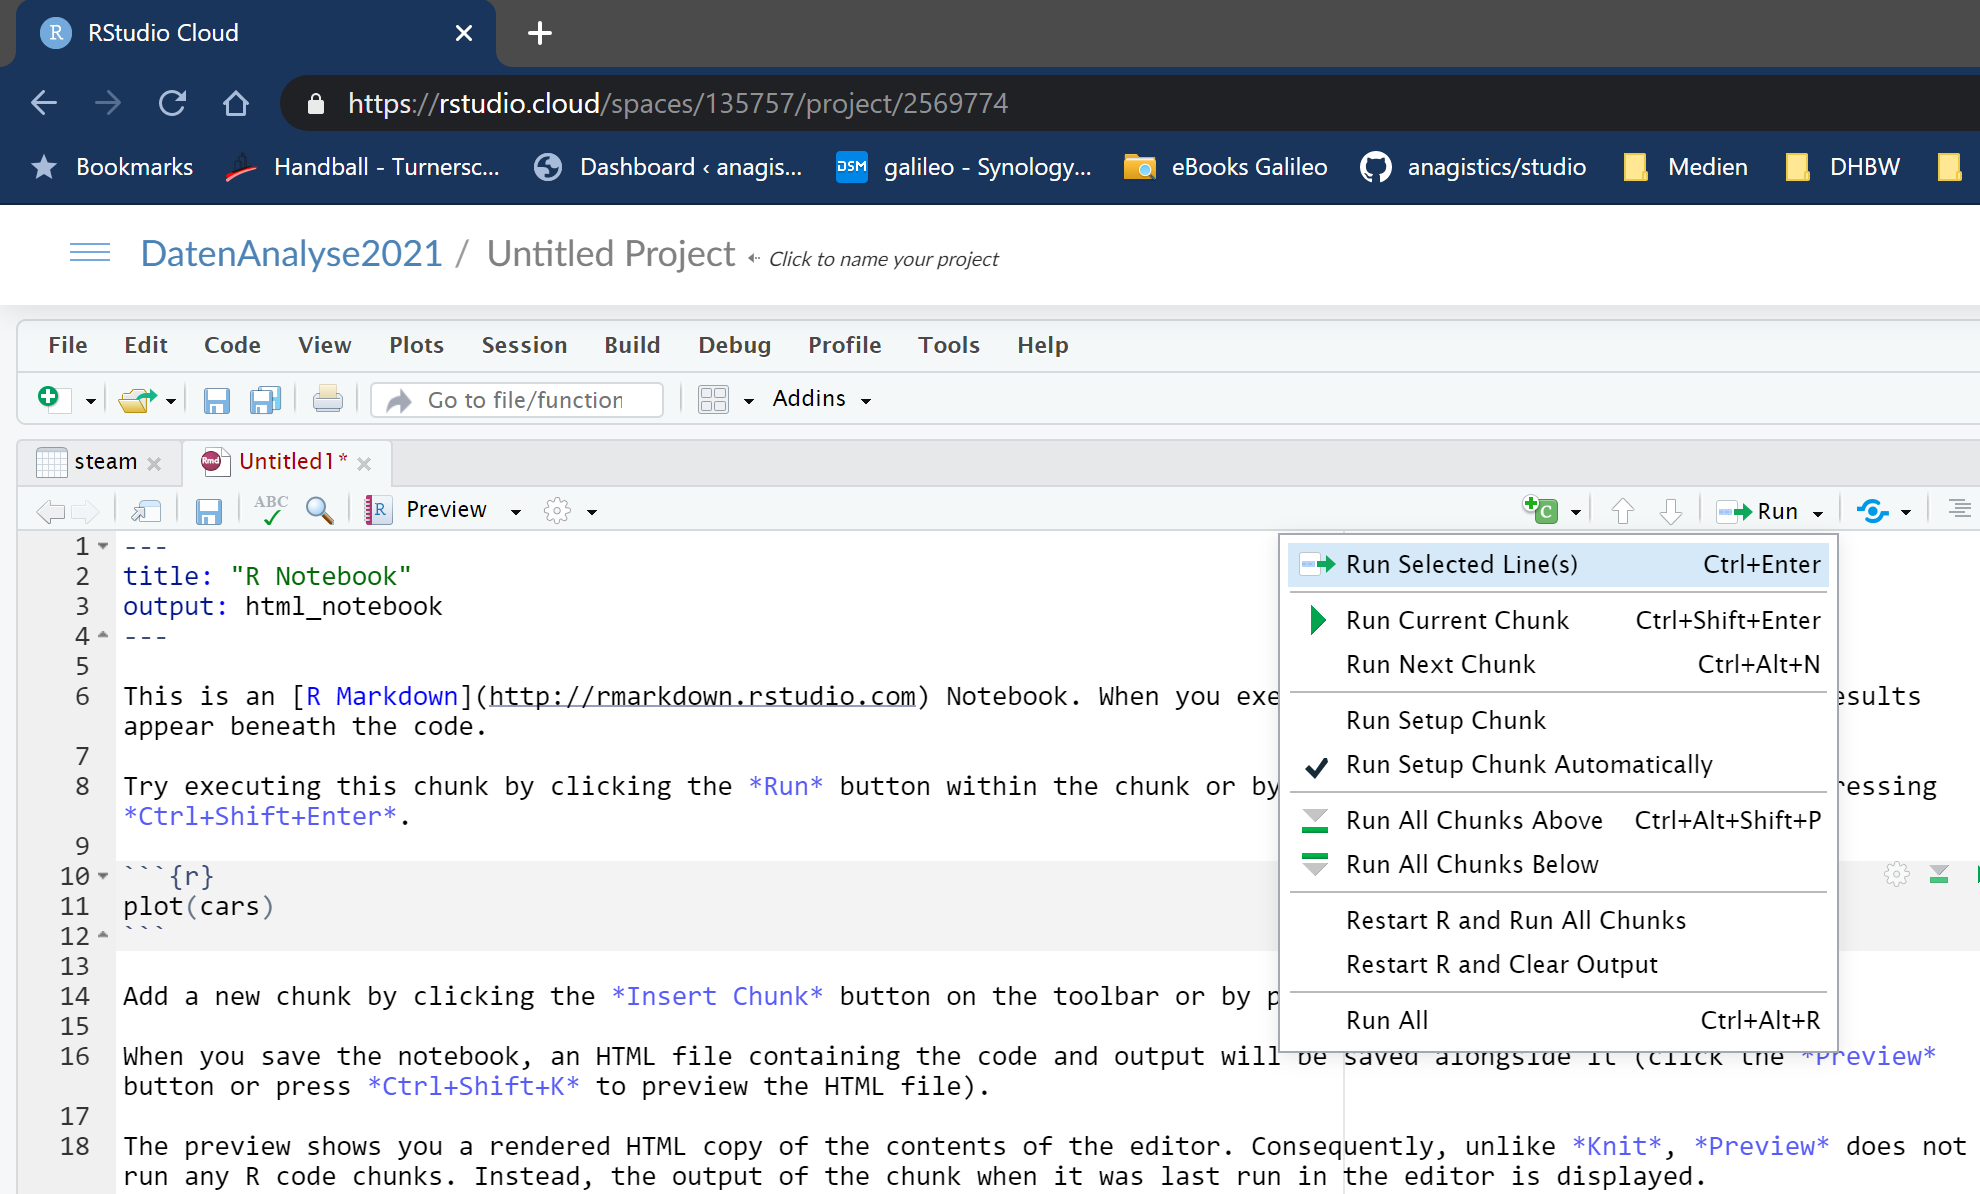 R RStudio Cloud
https://rstudio.cloud/spaces/135757/project/2569774
Bookmarks Handball - Turnersc... Dashboard ‹ anagis... DSM galileo - Synology... eBooks Galileo anagistics/studio Medien DHBW
DatenAnalyse2021 / Untitled Project Click to name your project
File Edit Code View Plots Session Build Debug Profile Tools Help
Go to file/function Addins
steam Rmd Untitled1*
ABC R Preview C Run
1 ---
2 title: "R Notebook"
3 output: html_notebook
4 ---
5
6 This is an [R Markdown](http://rmarkdown.rstudio.com) Notebook. When you exe
appear beneath the code.
7
8 Try executing this chunk by clicking the *Run* button within the chunk or by ressing
*Ctrl+Shift+Enter*.
9
10 ```{r}
11 plot(cars)
12 ```
13
14 Add a new chunk by clicking the *Insert Chunk* button on the toolbar or by p
15
16 When you save the notebook, an HTML file containing the code and output will be saved alongside it (click the *Preview*
button or press *Ctrl+Shift+K* to preview the HTML file).
17
18 The preview shows you a rendered HTML copy of the contents of the editor. Consequently, unlike *Knit*, *Preview* does not
run any R code chunks. Instead, the output of the chunk when it was last run in the editor is displayed.
Run Selected Line(s) Ctrl+Enter
Run Current Chunk Ctrl+Shift+Enter
Run Next Chunk Ctrl+Alt+N
Run Setup Chunk
Run Setup Chunk Automatically
Run All Chunks Above Ctrl+Alt+Shift+P
Run All Chunks Below
Restart R and Run All Chunks
Restart R and Clear Output
Run All Ctrl+Alt+R